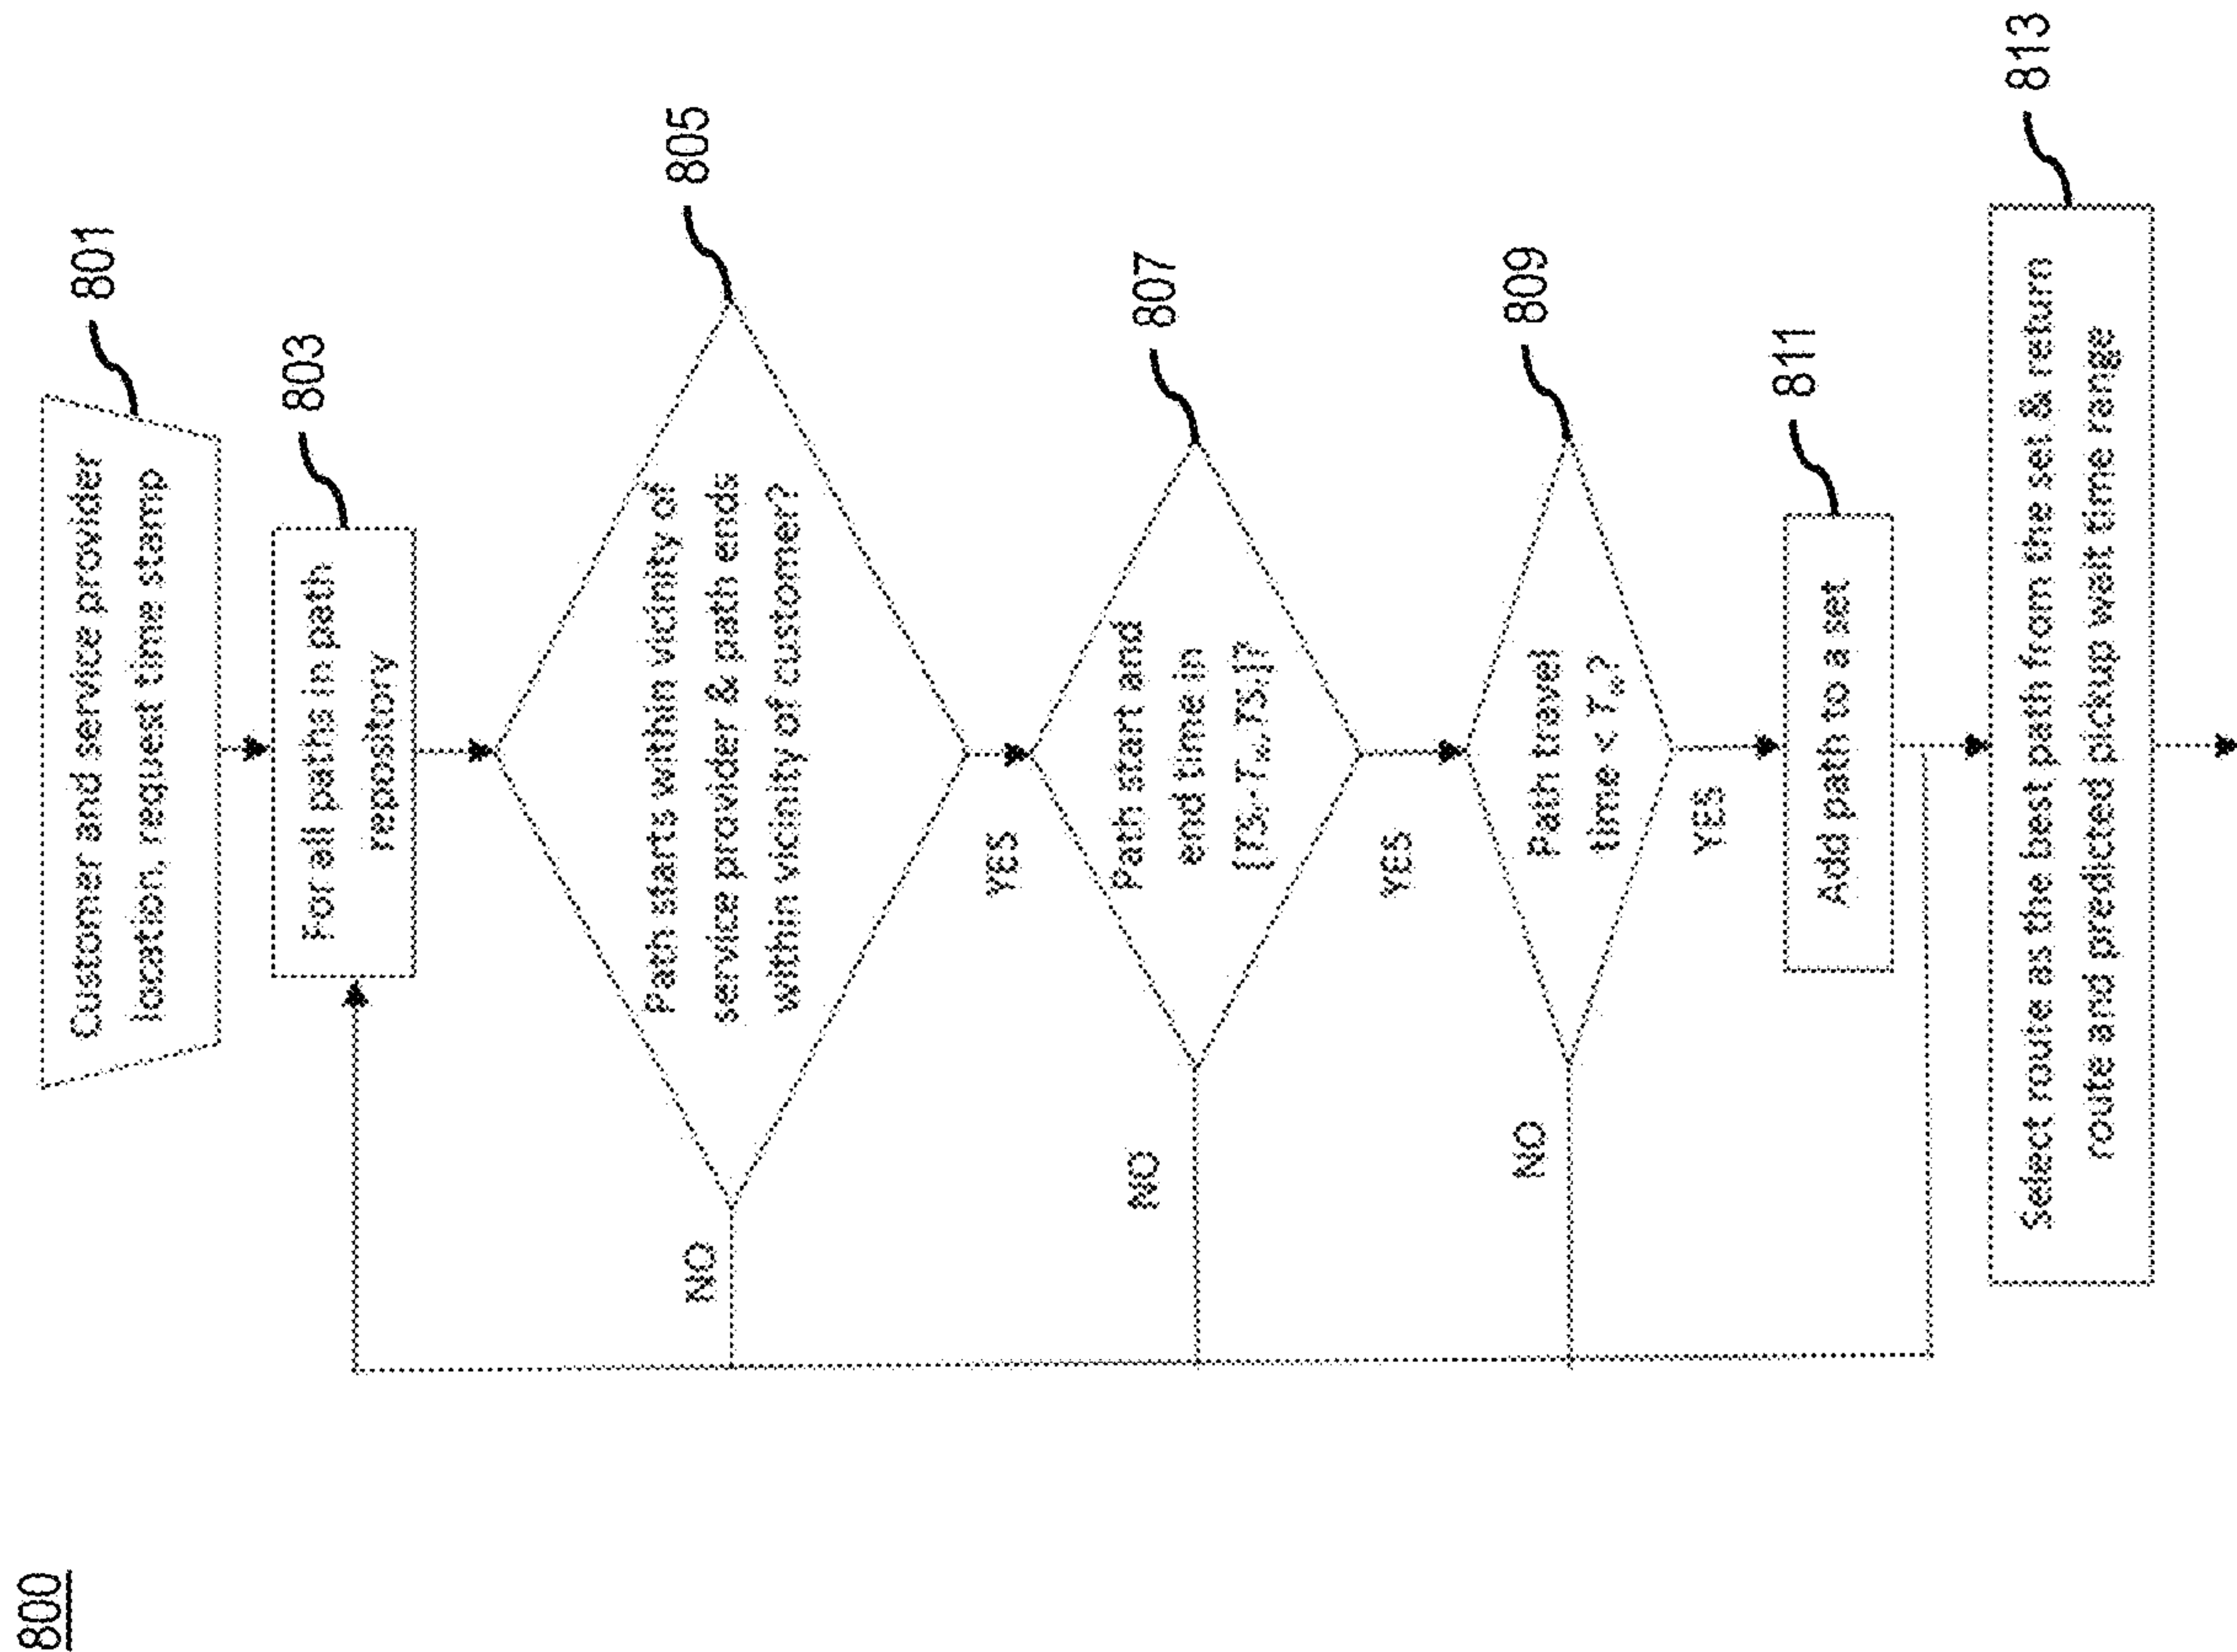 800
801
Customer and service provider
location, request time stamp
803
For all paths in path
repository
805
Path starts within vicinity of
service provider & path ends
within vicinity of customer?
NO
YES
807
Path start and
end time in
NO
YES
809
Path travel
NO
YES
811
Add path to a set
813
Select route as the best path from the set & return
route and predicted pickup wait time range